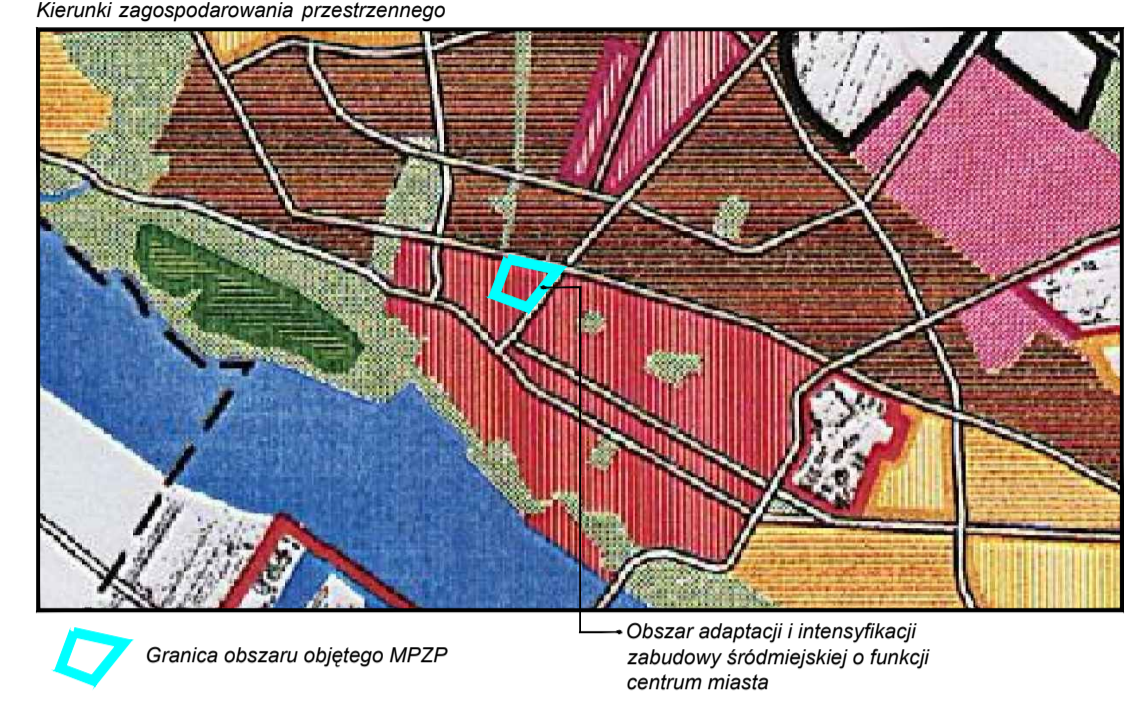 Kierunki zagospodarowania przestrzennego
Granica obszaru objętego MPZP
Obszar adaptacji i intensyfikacji
zabudowy śródmiejskiej o funkcji
centrum miasta